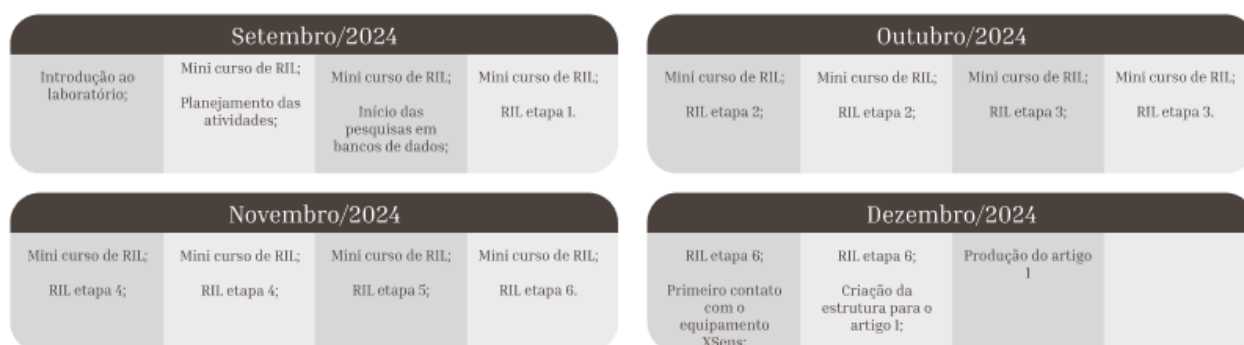 Setembro/2024
Introdução ao
laboratório;
Mini curso de RIL;
Planejamento das
atividades;
Mini curso de RIL;
Início das
pesquisas em
bancos de dados;
Mini curso de RIL;
RIL etapa 1.
Outubro/2024
Mini curso de RIL;
RIL etapa 2;
Mini curso de RIL;
RIL etapa 2;
Mini curso de RIL;
RIL etapa 3;
Mini curso de RIL;
RIL etapa 3.
Novembro/2024
Mini curso de RIL;
RIL etapa 4;
Mini curso de RIL;
RIL etapa 4;
Mini curso de RIL;
RIL etapa 5;
Mini curso de RIL;
RIL etapa 6.
Dezembro/2024
RIL etapa 6;
Primeiro contato
com o
equipamento
XSens;
RIL etapa 6;
Criação da
estrutura para o
artigo 1;
Produção do artigo
1